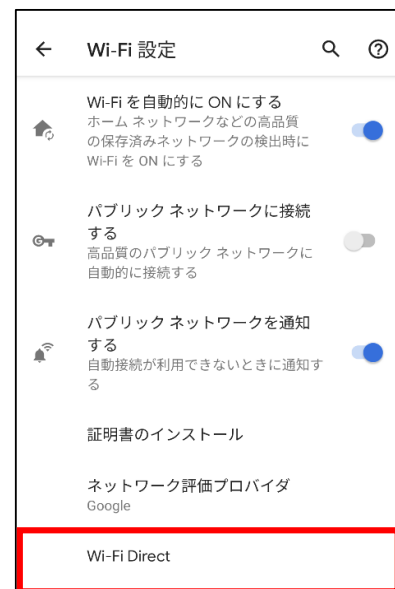 Wi-Fi 設定
Wi-Fi を自動的に ON にする
ホーム ネットワークなどの高品質
の保存済みネットワークの検出時に
Wi-Fi を ON にする
パブリック ネットワークに接続
する
高品質のパブリック ネットワークに
自動的に接続する
パブリック ネットワークを通知
する
自動接続が利用できないときに通知す
る
証明書のインストール
ネットワーク評価プロバイダ
Google
Wi-Fi Direct